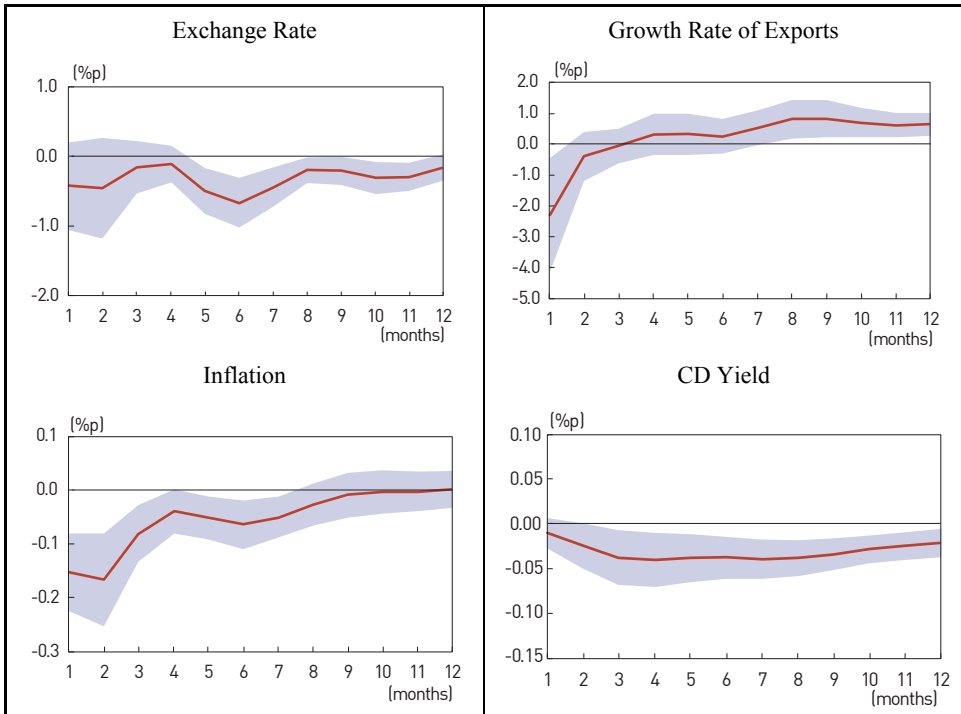 Exchange Rate
(%p)
1.0
0.0
-1.0
-2.0
1 2 3 4 5 6 7 8 9 10 11 12
(months)
Growth Rate of Exports
(%p)
2.0
1.0
0.0
-1.0
-2.0
-3.0
-4.0
-5.0
1 2 3 4 5 6 7 8 9 10 11 12
(months)
Inflation
(%p)
0.1
0.0
-0.1
-0.2
-0.3
1 2 3 4 5 6 7 8 9 10 11 12
(months)
CD Yield
(%p)
0.10
0.05
0.00
-0.05
-0.10
-0.15
1 2 3 4 5 6 7 8 9 10 11 12
(months)